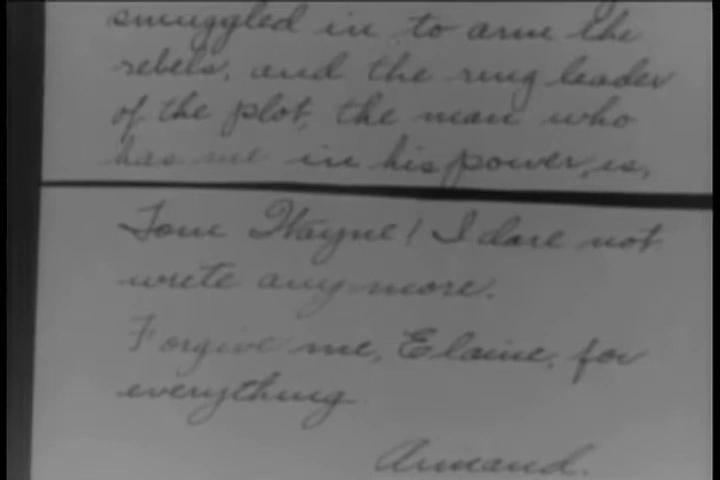 smuggled in to arm the
rebels, and the ring leader
of the plot, the man who
has me in his power, is,
Tom Wayne! I dare not
write any more.
Forgive me, Elaine, for
everything
Armand.